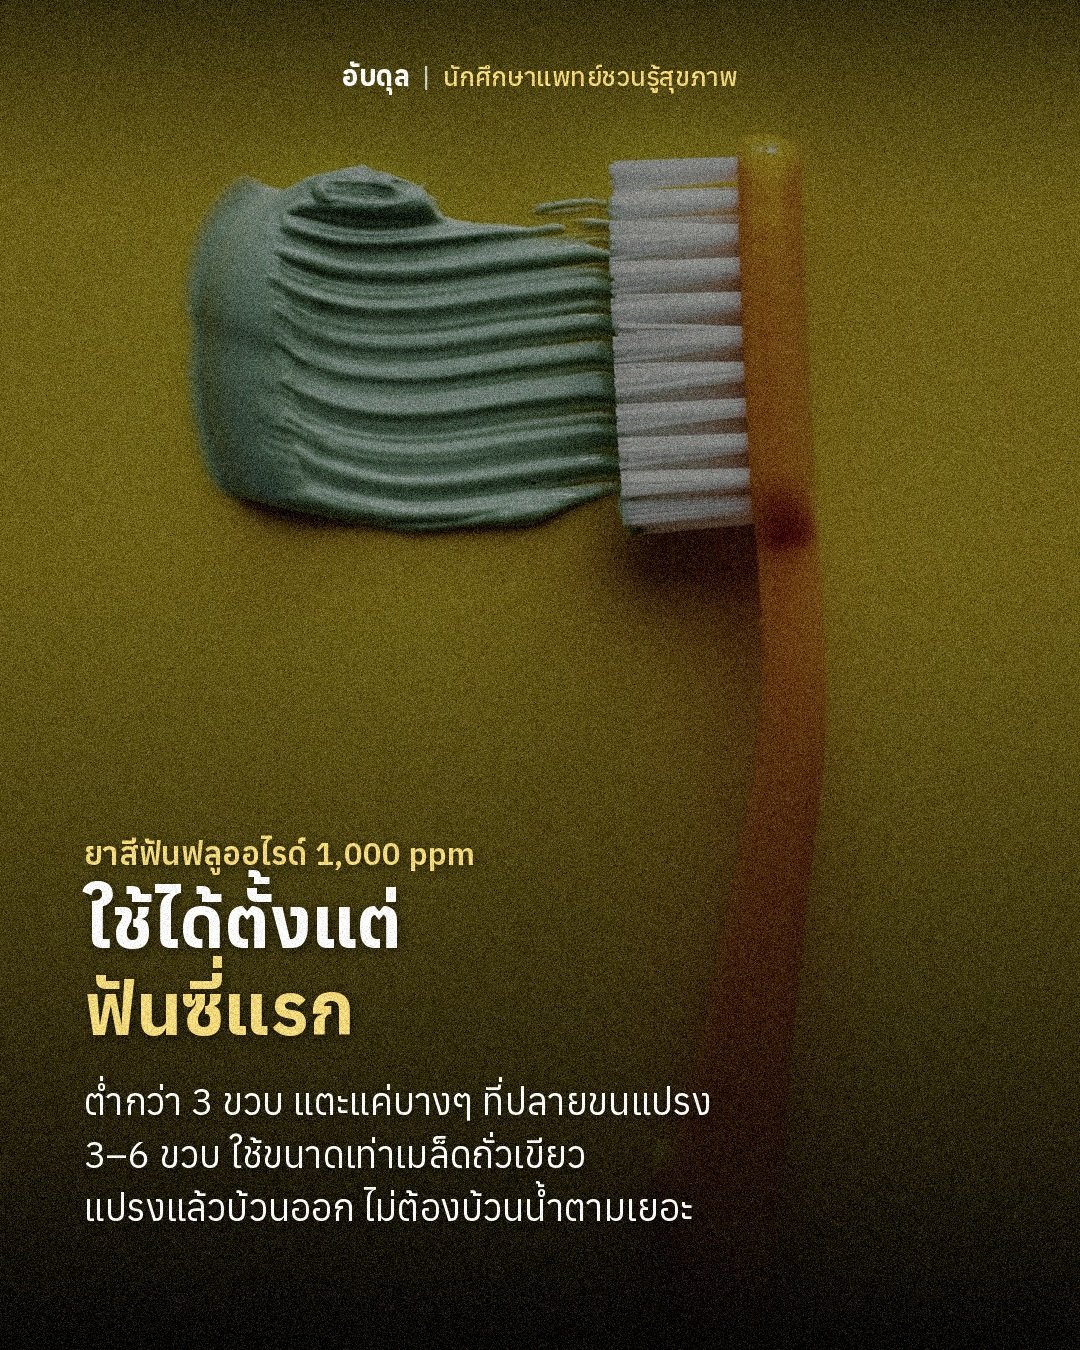 อับดุล | นักศึกษาแพทย์ชวนรู้สุขภาพ
ยาสีฟันฟลูออไรด์ 1,000 ppm
ใช้ได้ตั้งแต่
ฟันซี่แรก
ต่ำกว่า 3 ขวบ แตะแค่บางๆ ที่ปลายขนแปรง
3–6 ขวบ ใช้ขนาดเท่าเมล็ดถั่วเขียว
แปรงแล้วบ้วนออก ไม่ต้องบ้วนน้ำตามเยอะ